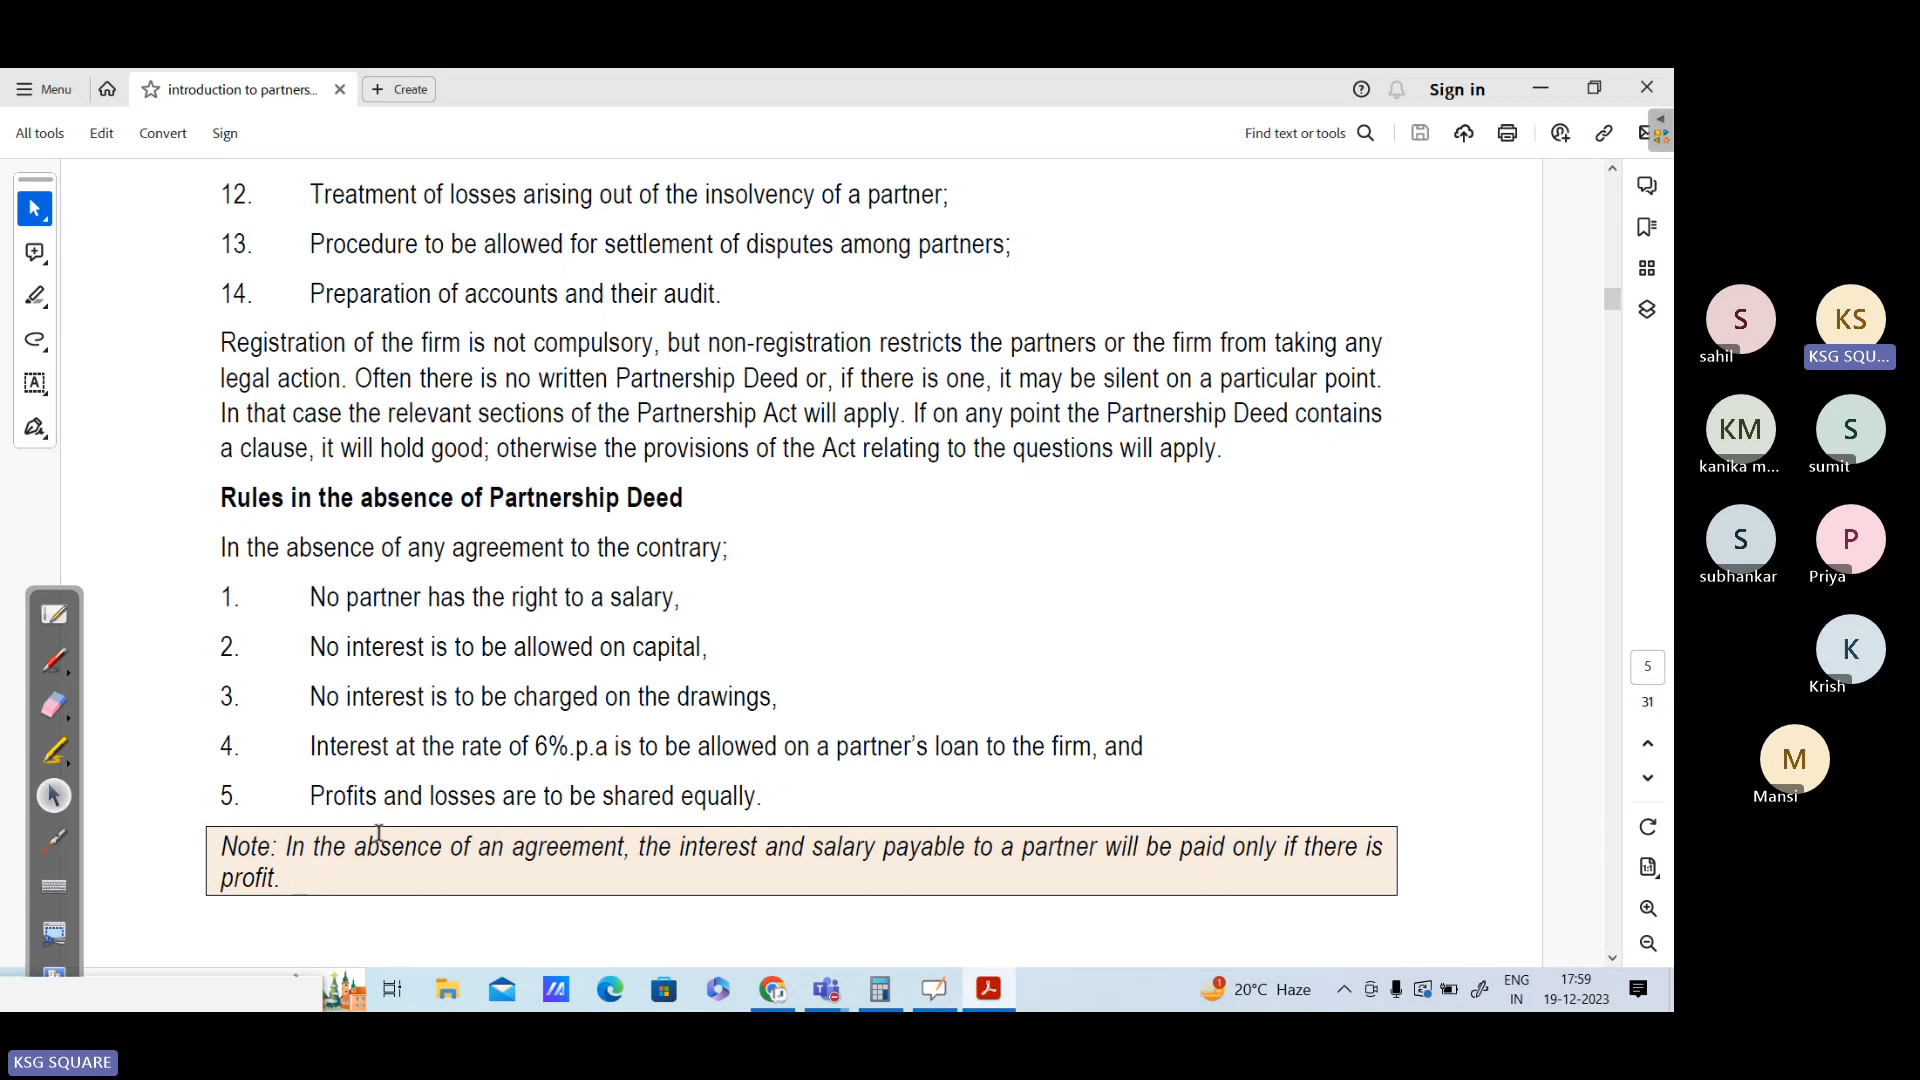 Menu
introduction to partners...
Create
Sign in
All tools
Edit
Convert
Sign
Find text or tools
12. Treatment of losses arising out of the insolvency of a partner;
13. Procedure to be allowed for settlement of disputes among partners;
14. Preparation of accounts and their audit.
Registration of the firm is not compulsory, but non-registration restricts the partners or the firm from taking any
legal action. Often there is no written Partnership Deed or, if there is one, it may be silent on a particular point.
In that case the relevant sections of the Partnership Act will apply. If on any point the Partnership Deed contains
a clause, it will hold good; otherwise the provisions of the Act relating to the questions will apply.
Rules in the absence of Partnership Deed
In the absence of any agreement to the contrary;
1. No partner has the right to a salary,
2. No interest is to be allowed on capital,
3. No interest is to be charged on the drawings,
4. Interest at the rate of 6%.p.a is to be allowed on a partner’s loan to the firm, and
5. Profits and losses are to be shared equally.
Note: In the absence of an agreement, the interest and salary payable to a partner will be paid only if there is
profit.
5
31
S
sahil
KS
KSG SQU...
KM
kanika m...
S
sumit
S
subhankar
P
Priya
K
Krish
M
Mansi
1
20°C Haze
ENG
IN
17:59
19-12-2023
KSG SQUARE